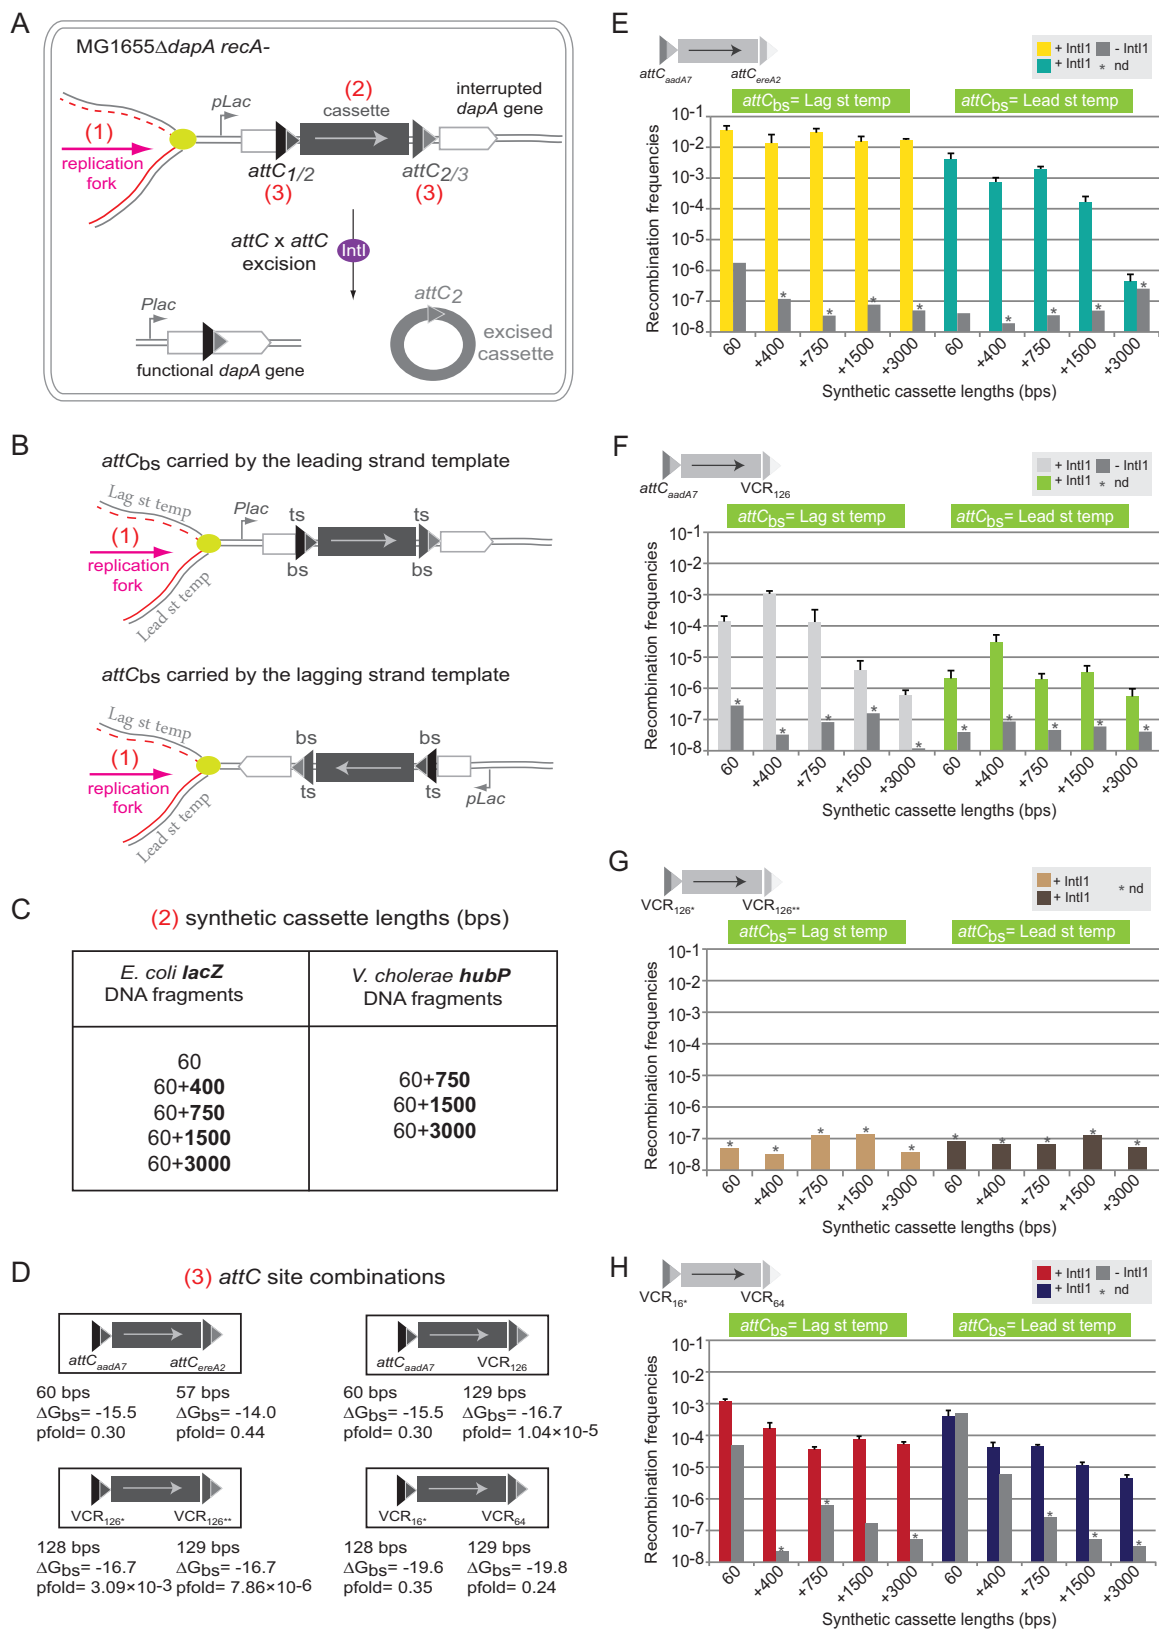 A
MG1655ΔdapA recA-
(1)
replication
fork
pLac
(2)
cassette
interrupted
dapA gene
attC1/2
(3)
attC2/3
(3)
attC x attC
excision
IntI
Plac
functional dapA gene
attC2
excised
cassette
B
attCbs carried by the leading strand template
Lag st temp
(1)
replication
fork
Lead st temp
Plac
ts
ts
bs
bs
attCbs carried by the lagging strand template
Lag st temp
(1)
replication
fork
Lead st temp
bs
bs
ts
ts
pLac
C
(2) synthetic cassette lengths (bps)
E. coli lacZ
DNA fragments
V. cholerae hubP
DNA fragments
60
60+400
60+750
60+1500
60+3000
60+750
60+1500
60+3000
D
(3) attC site combinations
attCaadA7 attCereA2
60 bps 57 bps
ΔGbs= -15.5 ΔGbs= -14.0
pfold= 0.30 pfold= 0.44
attCaadA7 VCR126
60 bps 129 bps
ΔGbs= -15.5 ΔGbs= -16.7
pfold= 0.30 pfold= 1.04×10-5
VCR126* VCR126**
128 bps 129 bps
ΔGbs= -16.7 ΔGbs= -16.7
pfold= 3.09×10-3 pfold= 7.86×10-6
VCR16* VCR64
128 bps 129 bps
ΔGbs= -19.6 ΔGbs= -19.8
pfold= 0.35 pfold= 0.24
E
attCaadA7 attCereA2
+ IntI1 - IntI1
+ IntI1 * nd
attCbs= Lag st temp attCbs= Lead st temp
Recombination frequencies
10-1
10-2
10-3
10-4
10-5
10-6
10-7
10-8
* * * * * * * *
60 +400 +750 +1500 +3000 60 +400 +750 +1500 +3000
Synthetic cassette lengths (bps)
F
attCaadA7 VCR126
+ IntI1 - IntI1
+ IntI1 * nd
attCbs= Lag st temp attCbs= Lead st temp
Recombination frequencies
10-1
10-2
10-3
10-4
10-5
10-6
10-7
10-8
* * * * * * * * * *
60 +400 +750 +1500 +3000 60 +400 +750 +1500 +3000
Synthetic cassette lengths (bps)
G
VCR126* VCR126**
+ IntI1 * nd
+ IntI1
attCbs= Lag st temp attCbs= Lead st temp
Recombination frequencies
10-1
10-2
10-3
10-4
10-5
10-6
10-7
10-8
* * * * * * * * * *
60 +400 +750 +1500 +3000 60 +400 +750 +1500 +3000
Synthetic cassette lengths (bps)
H
VCR16* VCR64
+ IntI1 - IntI1
+ IntI1 * nd
attCbs= Lag st temp attCbs= Lead st temp
Recombination frequencies
10-1
10-2
10-3
10-4
10-5
10-6
10-7
10-8
* * * * * *
60 +400 +750 +1500 +3000 60 +400 +750 +1500 +3000
Synthetic cassette lengths (bps)